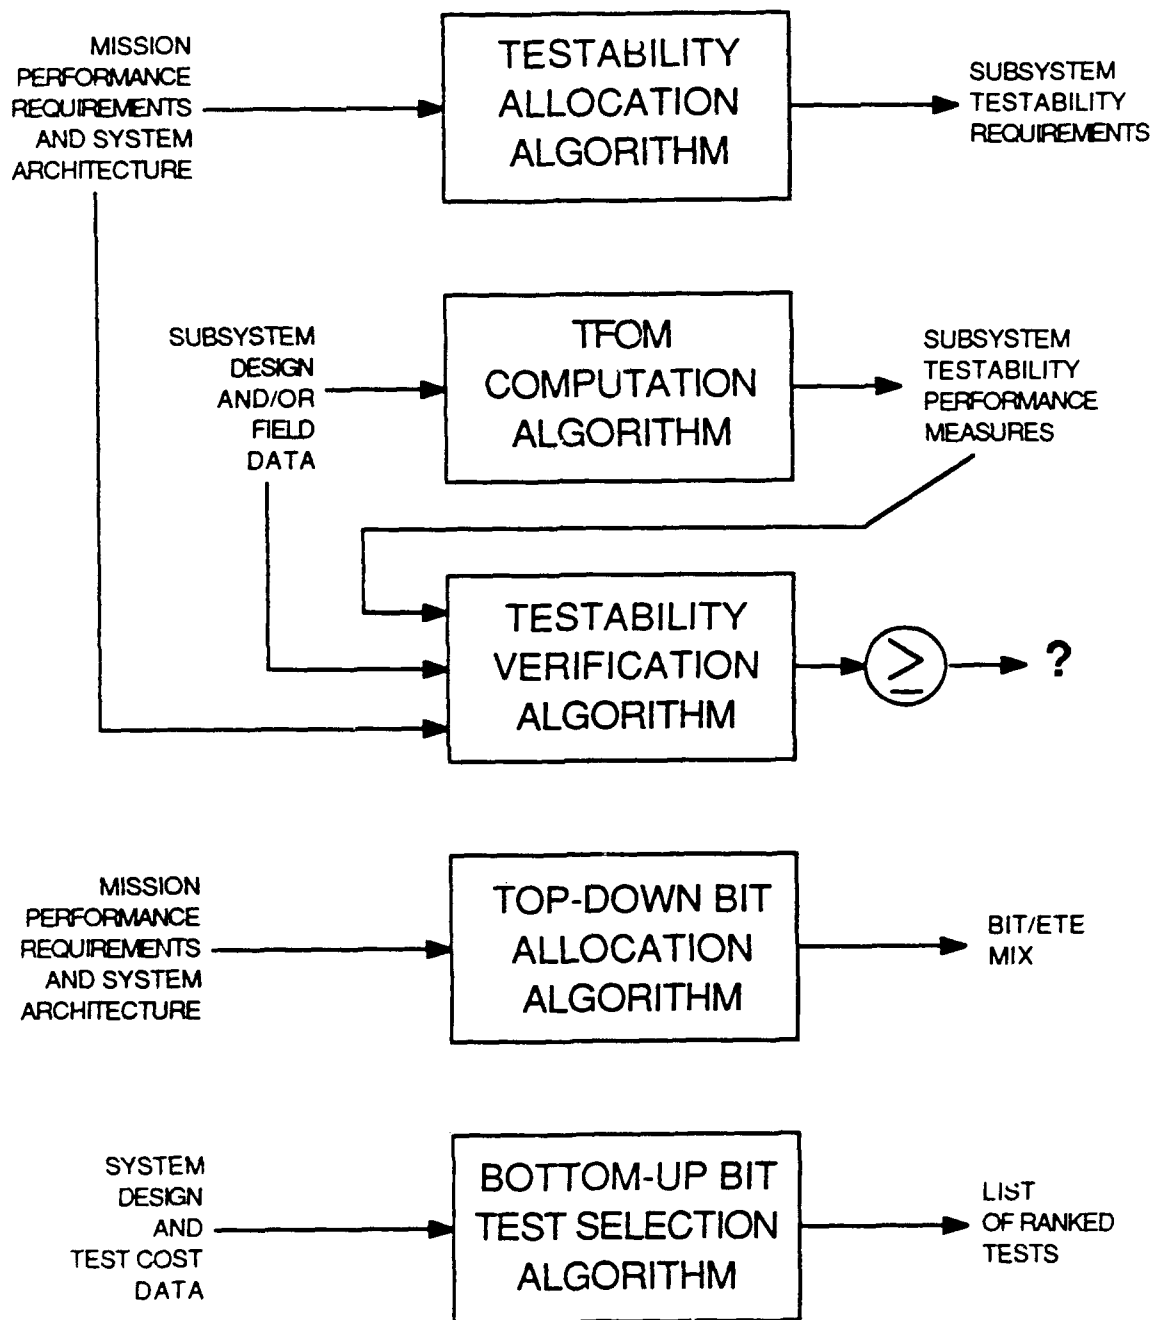 MISSION
PERFORMANCE
REQUIREMENTS
AND SYSTEM
ARCHITECTURE
TESTABILITY
ALLOCATION
ALGORITHM
SUBSYSTEM
TESTABILITY
REQUIREMENTS
SUBSYSTEM
DESIGN
AND/OR
FIELD
DATA
TFOM
COMPUTATION
ALGORITHM
SUBSYSTEM
TESTABILITY
PERFORMANCE
MEASURES
TESTABILITY
VERIFICATION
ALGORITHM
≥
?
MISSION
PERFORMANCE
REQUIREMENTS
AND SYSTEM
ARCHITECTURE
TOP-DOWN BIT
ALLOCATION
ALGORITHM
BIT/ETE
MIX
SYSTEM
DESIGN
AND
TEST COST
DATA
BOTTOM-UP BIT
TEST SELECTION
ALGORITHM
LIST
OF RANKED
TESTS